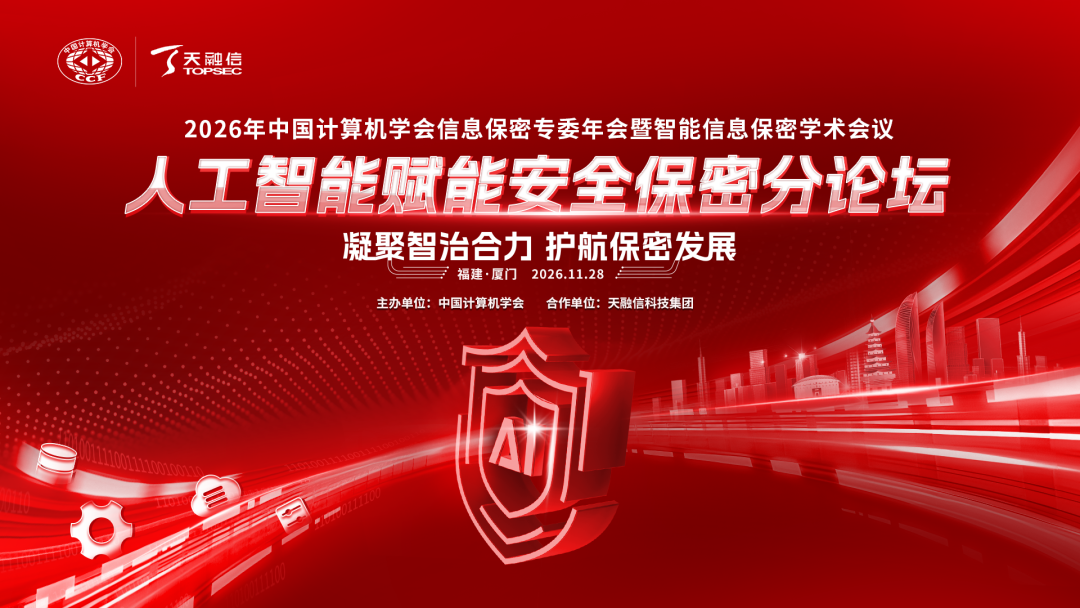 中国计算机学会
CCF
天融信
TOPSEC
2026年中国计算机学会信息保密专委年会暨智能信息保密学术会议
人工智能赋能安全保密分论坛
凝聚智治合力 护航保密发展
福建·厦门 2026.11.28
主办单位：中国计算机学会 合作单位：天融信科技集团
AI